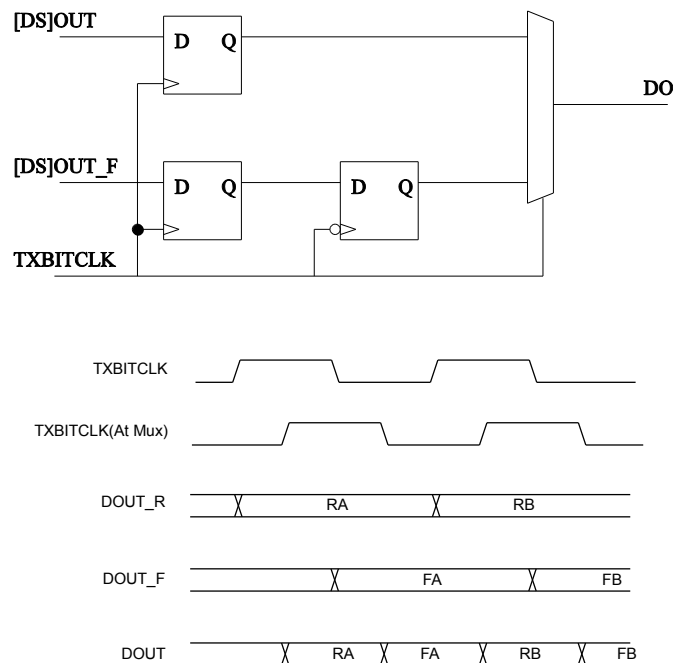 [DS]OUT
D Q
DO
[DS]OUT_F
D Q
D Q
TXBITCLK
TXBITCLK
TXBITCLK(At Mux)
DOUT_R
RA
RB
DOUT_F
FA
FB
DOUT
RA
FA
RB
FB